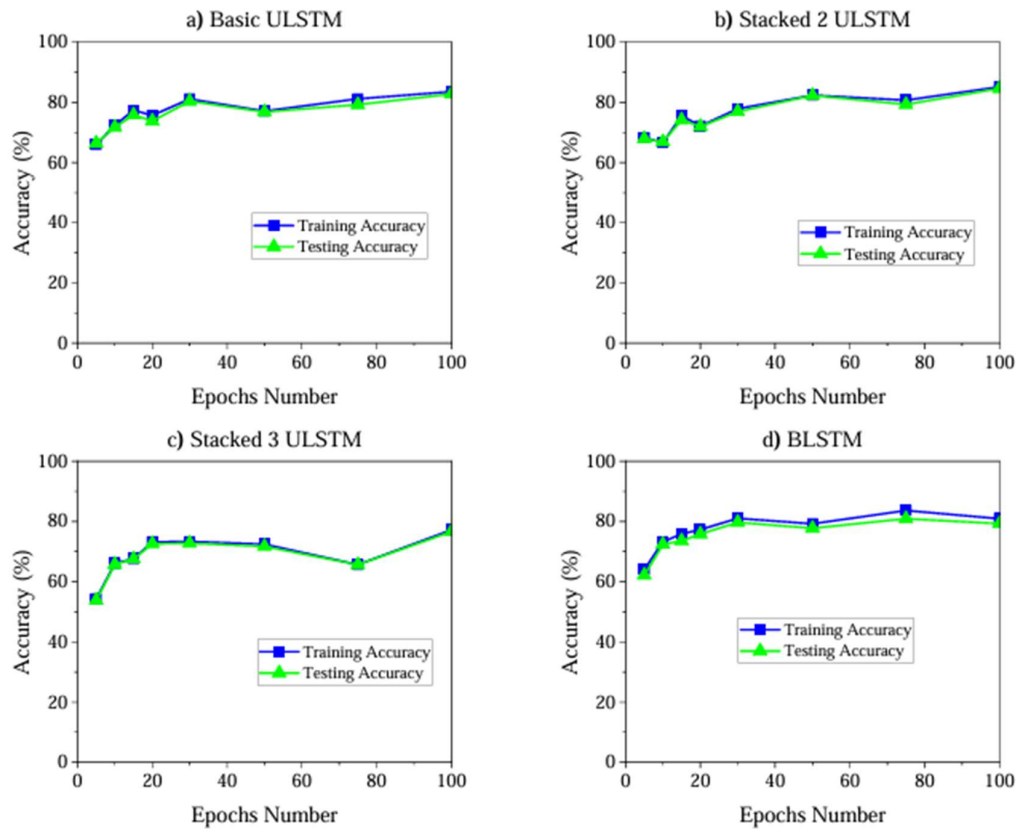 a) Basic ULSTM
100
80
60
40
20
0
Accuracy (%)
Training Accuracy
Testing Accuracy
0 20 40 60 80 100
Epochs Number
b) Stacked 2 ULSTM
100
80
60
40
20
0
Accuracy (%)
Training Accuracy
Testing Accuracy
0 20 40 60 80 100
Epochs Number
c) Stacked 3 ULSTM
100
80
60
40
20
0
Accuracy (%)
Training Accuracy
Testing Accuracy
0 20 40 60 80 100
Epochs Number
d) BLSTM
100
80
60
40
20
0
Accuracy (%)
Training Accuracy
Testing Accuracy
0 20 40 60 80 100
Epochs Number